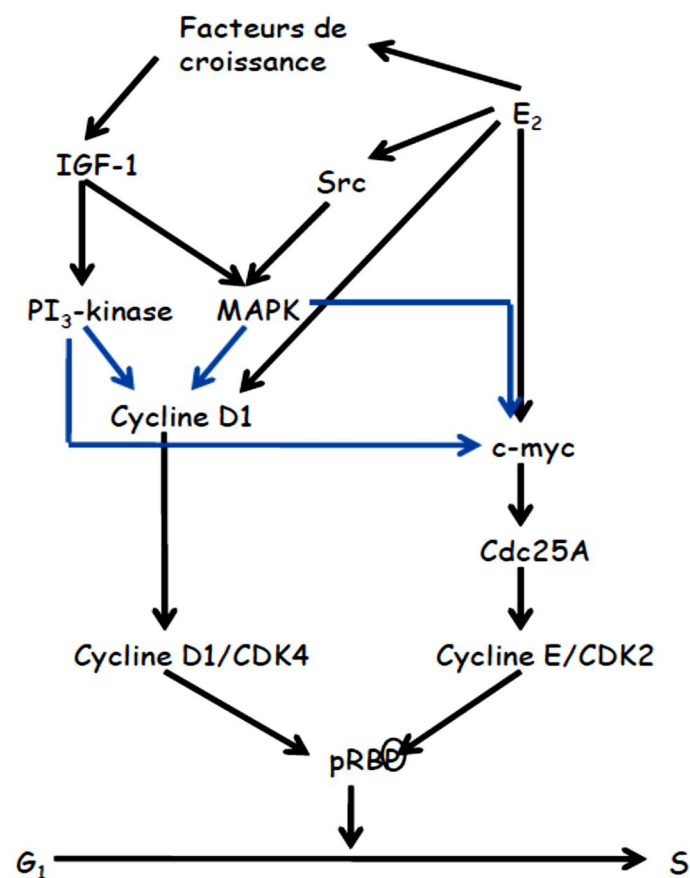 Facteurs de
croissance
E₂
IGF-1
Src
PI₃-kinase
MAPK
Cycline D1
c-myc
Cdc25A
Cycline D1/CDK4
Cycline E/CDK2
pRBP
G₁
S